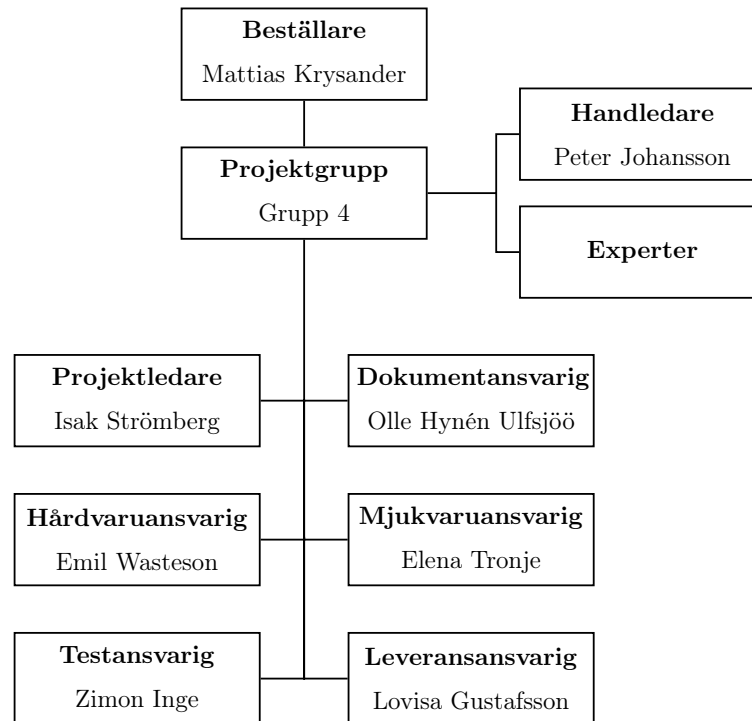 Beställare
Mattias Krysander
Projektgrupp
Grupp 4
Handledare
Peter Johansson
Experter
Projektledare
Isak Strömberg
Dokumentansvarig
Olle Hynén Ulfsjöö
Hårdvaruansvarig
Emil Wasteson
Mjukvaruansvarig
Elena Tronje
Testansvarig
Zimon Inge
Leveransansvarig
Lovisa Gustafsson